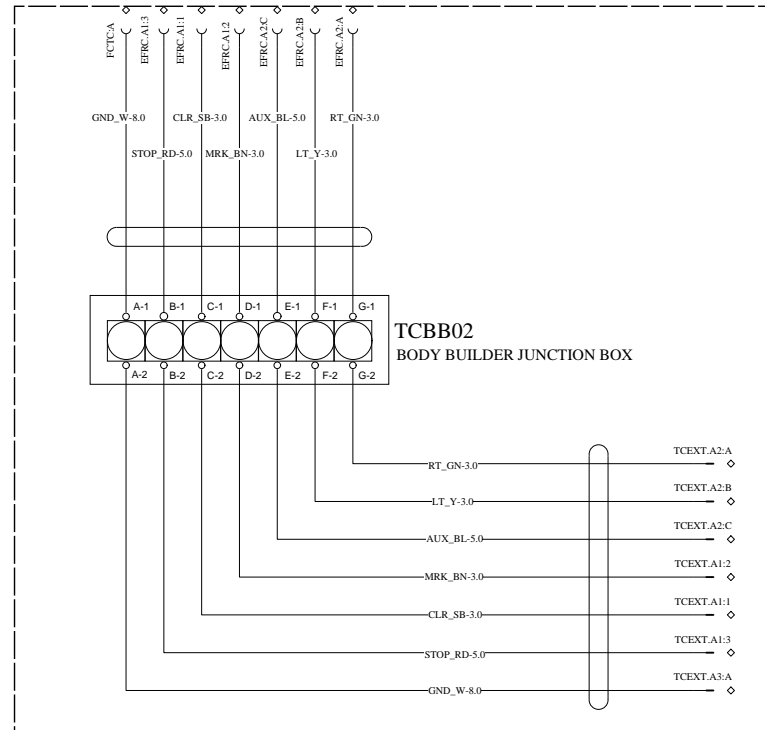 FCTC:A
EFRC.A1:3
EFRC.A1:1
EFRC.A1:2
EFRC.A2:C
EFRC.A2:B
EFRC.A2:A
GND_W-8.0
CLR_SB-3.0
AUX_BL-5.0
RT_GN-3.0
STOP_RD-5.0
MRK_BN-3.0
LT_Y-3.0
A-1
B-1
C-1
D-1
E-1
F-1
G-1
TCBB02
BODY BUILDER JUNCTION BOX
A-2
B-2
C-2
D-2
E-2
F-2
G-2
TCEXT.A2:A
RT_GN-3.0
TCEXT.A2:B
LT_Y-3.0
TCEXT.A2:C
AUX_BL-5.0
TCEXT.A1:2
MRK_BN-3.0
TCEXT.A1:1
CLR_SB-3.0
TCEXT.A1:3
STOP_RD-5.0
TCEXT.A3:A
GND_W-8.0